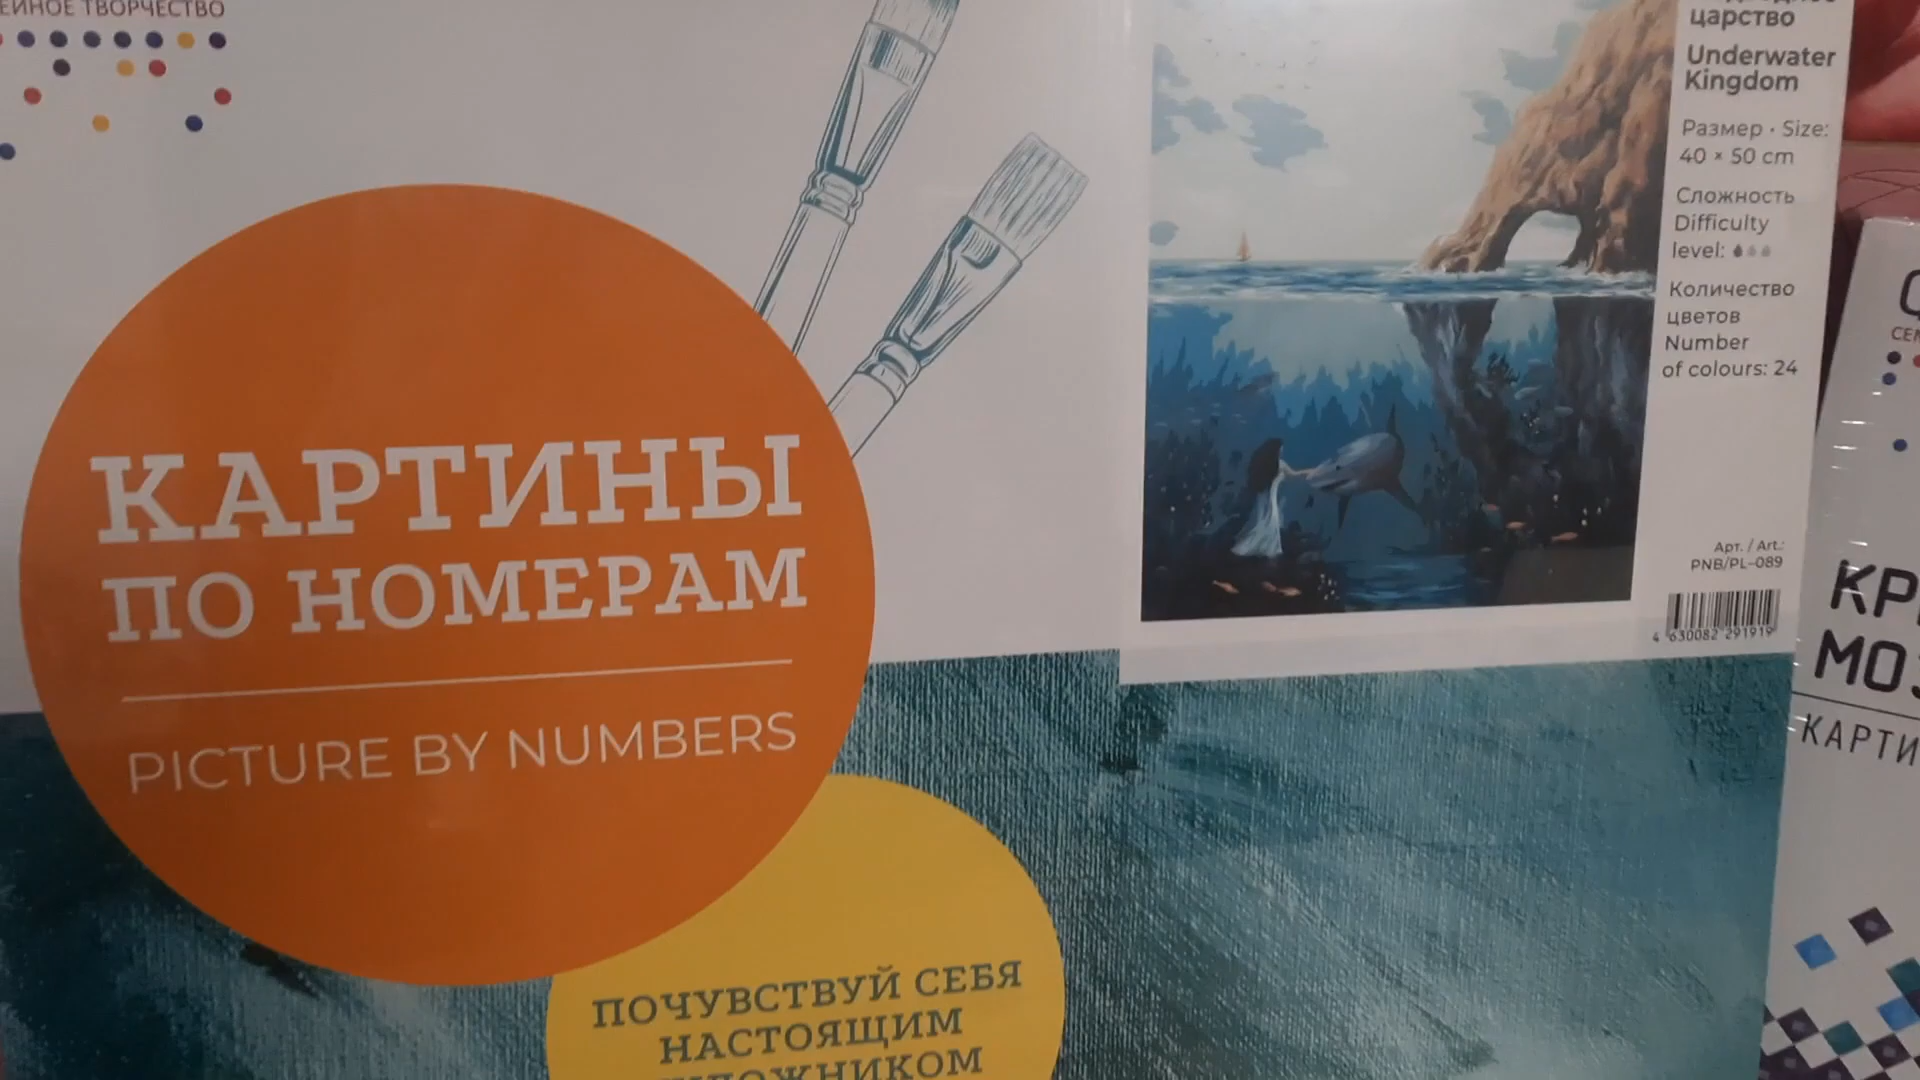 ТВОРЧЕСТВО
КАРТИНЫ
ПО НОМЕРАМ
PICTURE BY NUMBERS
ПОЧУВСТВУЙ СЕБЯ
НАСТОЯЩИМ
царство
Underwater
Kingdom
Размер · Size:
40 × 50 cm
Сложность
Difficulty
level:
Количество
цветов
Number
of colours: 24
Арт. / Art.:
PNB/PL-089
4 630082 291919